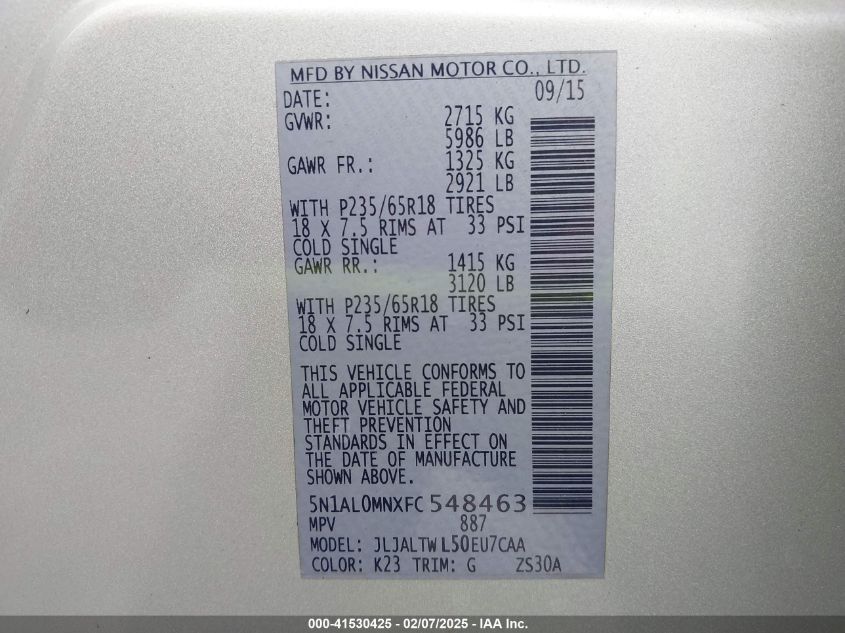 MFD BY NISSAN MOTOR CO., LTD.
DATE: 09/15
GVWR: 2715 KG
5986 LB
GAWR FR.: 1325 KG
2921 LB
WITH P235/65R18 TIRES
18 X 7.5 RIMS AT 33 PSI
COLD SINGLE
GAWR RR.: 1415 KG
3120 LB
WITH P235/65R18 TIRES
18 X 7.5 RIMS AT 33 PSI
COLD SINGLE
THIS VEHICLE CONFORMS TO
ALL APPLICABLE FEDERAL
MOTOR VEHICLE SAFETY AND
THEFT PREVENTION
STANDARDS IN EFFECT ON
THE DATE OF MANUFACTURE
SHOWN ABOVE.
5N1AL0MNXFC548463
MPV 887
MODEL: JLJALTWL50EU7CAA
COLOR: K23 TRIM: G ZS30A
000-41530425 - 02/07/2025 - IAA Inc.